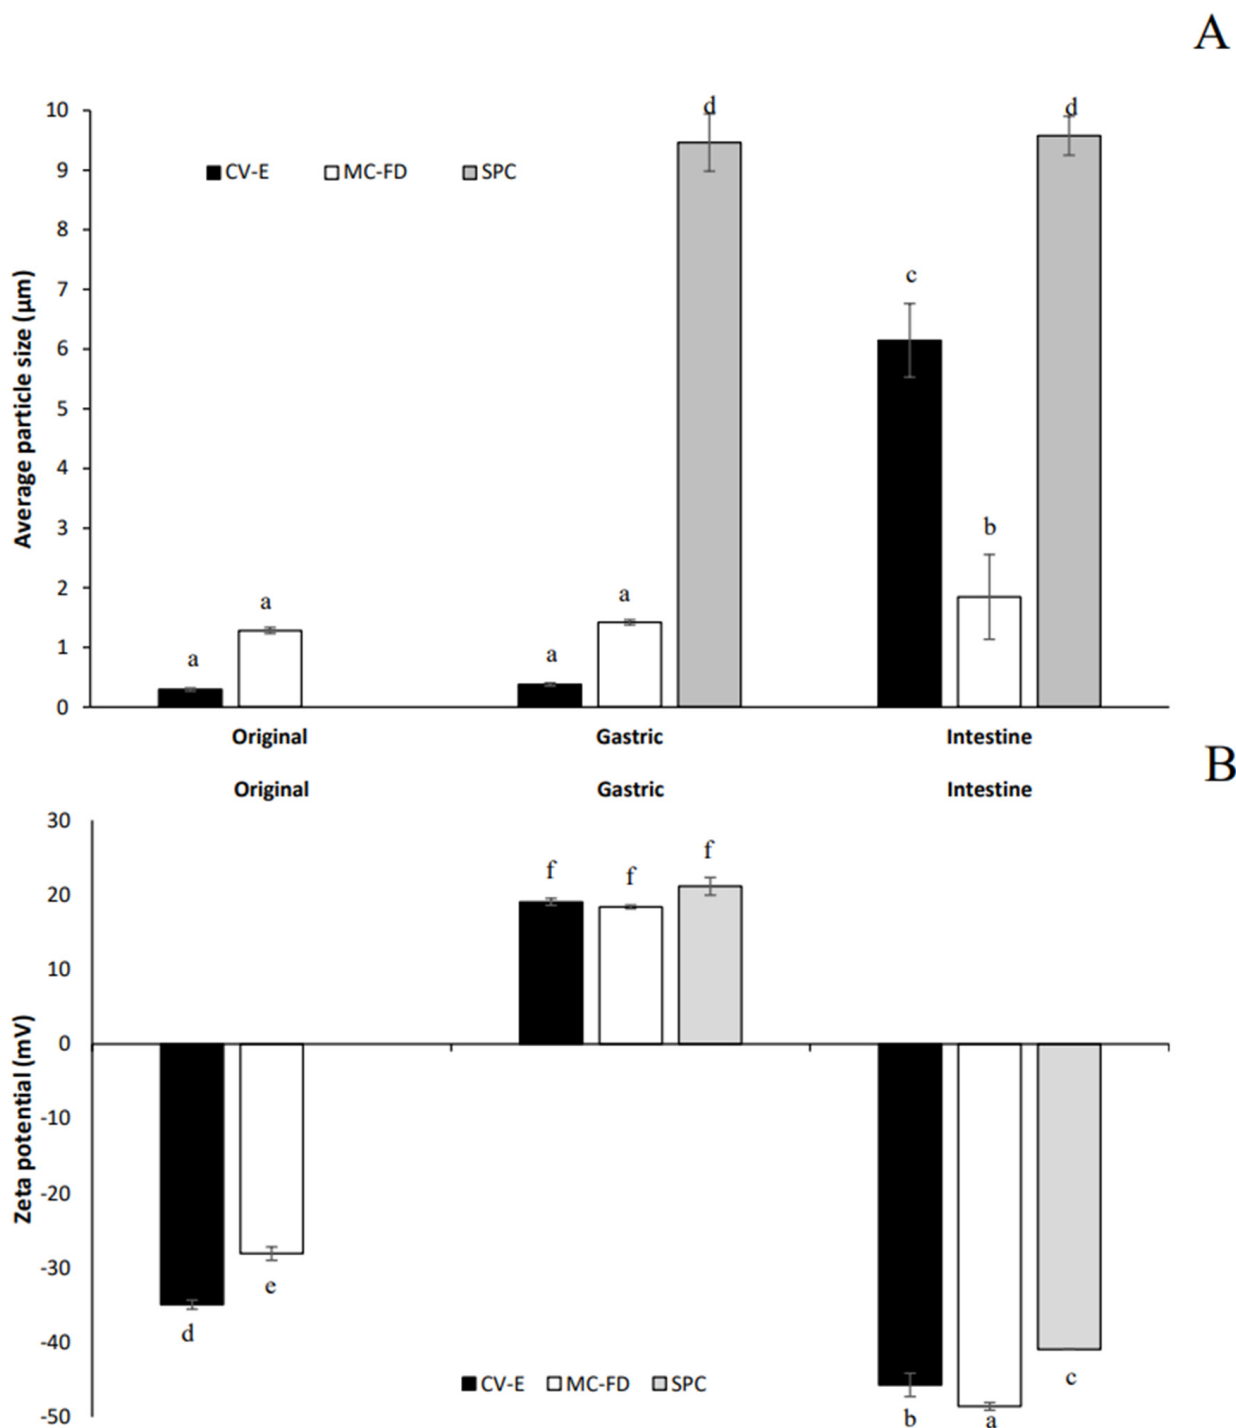 A
d
d
10
CV-E MC-FD SPC
9
8
7
c
6
5
4
3
b
2
a
a
1
a
a
0
Average particle size (µm)
Original Gastric Intestine
B
Original Gastric Intestine
30
f f f
20
10
0
-10
-20
-30
e
d
-40
c
CV-E MC-FD SPC
-50
b a
Zeta potential (mV)